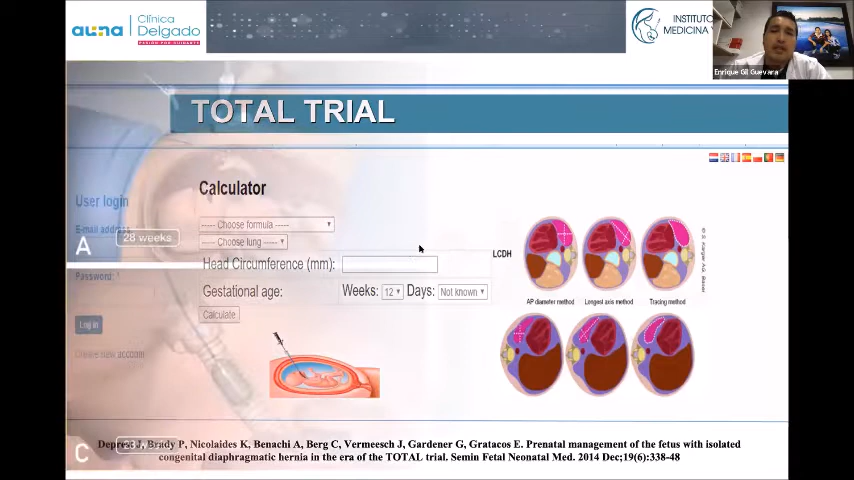 auna
Clínica
Delgado
PASIÓN POR CUIDARTE
INSTITUTO
MEDICINA Y
Enrique Gil Guevara
TOTAL TRIAL
User login
E-mail address
Password: *
Log in
Create new account
A
28 weeks
C
Calculator
----- Choose formula -----
--- Choose lung ---
Head Circumference (mm):
Gestational age:
Weeks: 12 Days: Not known
Calculate
LCDH
AP diameter method
Longest axis method
Tracing method
Deprest J, Brady P, Nicolaides K, Benachi A, Berg C, Vermeesch J, Gardener G, Gratacos E. Prenatal management of the fetus with isolated
congenital diaphragmatic hernia in the era of the TOTAL trial. Semin Fetal Neonatal Med. 2014 Dec;19(6):338-48